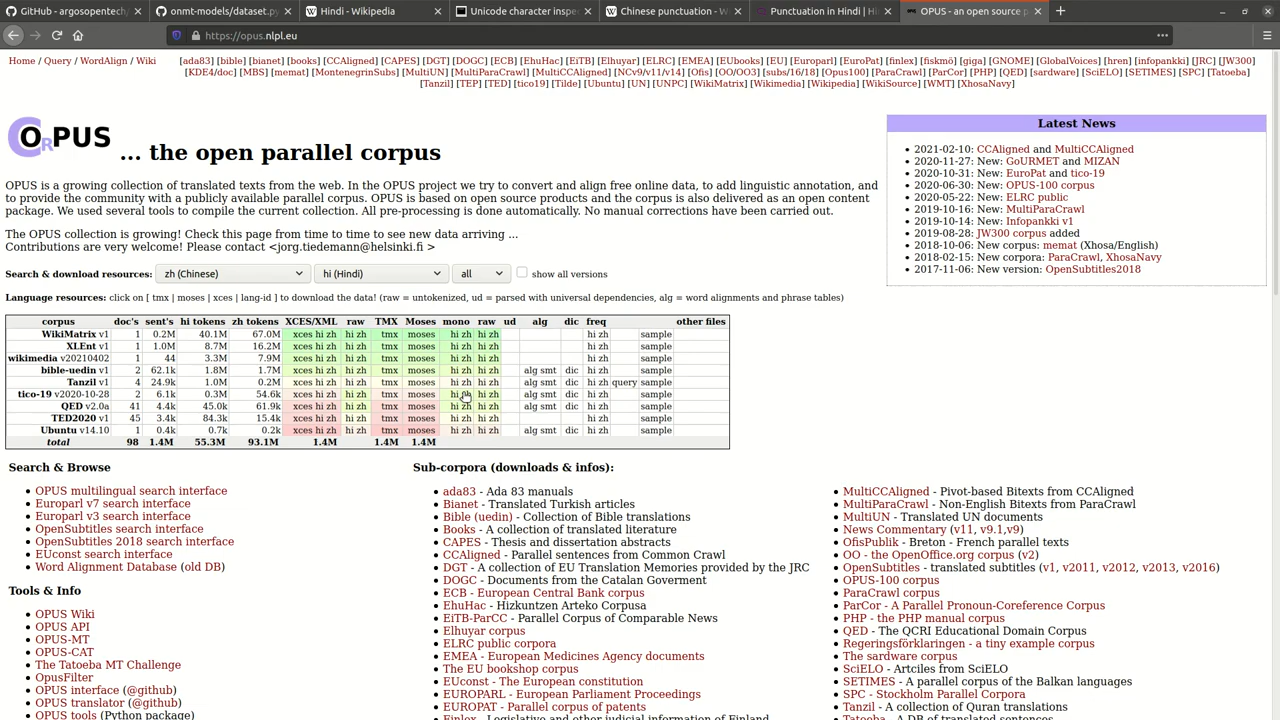 GitHub - argosopentech/
onmt-models/dataset.py
Hindi - Wikipedia
Unicode character inspe
Chinese punctuation - W
Punctuation in Hindi | Hi
OPUS - an open source p
https://opus.nlpl.eu
Home / Query / WordAlign / Wiki
[ada83] [bible] [bianet] [books] [CCAligned] [CAPES] [DGT] [DOGC] [ECB] [EhuHac] [EiTB] [Elhuyar] [ELRC] [EMEA] [EUbooks] [EU] [Europarl] [EuroPat] [finlex] [fiskmö] [giga] [GNOME] [GlobalVoices] [hren] [infopankki] [JRC] [JW300]
[KDE4/doc] [MBS] [memat] [MontenegrinSubs] [MultiUN] [MultiParaCrawl] [MultiCCAligned] [NCv9/v11/v14] [Ofis] [OO/OO3] [subs/16/18] [Opus100] [ParaCrawl] [ParCor] [PHP] [QED] [sardware] [SciELO] [SETIMES] [SPC] [Tatoeba]
[Tanzil] [TEP] [TED] [tico19] [Tilde] [Ubuntu] [UN] [UNPC] [WikiMatrix] [Wikimedia] [Wikipedia] [WikiSource] [WMT] [XhosaNavy]
OrPUS ... the open parallel corpus
OPUS is a growing collection of translated texts from the web. In the OPUS project we try to convert and align free online data, to add linguistic annotation, and
to provide the community with a publicly available parallel corpus. OPUS is based on open source products and the corpus is also delivered as an open content
package. We used several tools to compile the current collection. All pre-processing is done automatically. No manual corrections have been carried out.
The OPUS collection is growing! Check this page from time to time to see new data arriving ...
Contributions are very welcome! Please contact <jorg.tiedemann@helsinki.fi >
Search & download resources: zh (Chinese) hi (Hindi) all show all versions
Language resources: click on [ tmx | moses | xces | lang-id ] to download the data! (raw = untokenized, ud = parsed with universal dependencies, alg = word alignments and phrase tables)
Latest News
2021-02-10: CCAligned and MultiCCAligned
2020-11-27: New: GoURMET and MIZAN
2020-10-31: New: EuroPat and tico-19
2020-06-30: New: OPUS-100 corpus
2020-05-22: New: ELRC public
2019-10-16: New: MultiParaCrawl
2019-10-14: New: Infopankki v1
2019-08-28: JW300 corpus added
2018-10-06: New corpus: memat (Xhosa/English)
2018-02-15: New corpora: ParaCrawl, XhosaNavy
2017-11-06: New version: OpenSubtitles2018
corpus doc's sent's hi tokens zh tokens XCES/XML raw TMX Moses mono raw ud alg dic freq other files
WikiMatrix v1 1 0.2M 40.1M 67.0M xces hi zh hi zh tmx moses hi zh hi zh hi zh sample
XLEnt v1 1 1.0M 8.7M 16.2M xces hi zh hi zh tmx moses hi zh hi zh hi zh sample
wikimedia v20210402 1 44 3.3M 7.9M xces hi zh hi zh tmx moses hi zh hi zh hi zh sample
bible-uedin v1 2 62.1k 1.8M 1.7M xces hi zh hi zh tmx moses hi zh hi zh alg smt dic hi zh sample
Tanzil v1 4 24.9k 1.0M 0.2M xces hi zh hi zh tmx moses hi zh hi zh alg smt dic hi zh query sample
tico-19 v2020-10-28 2 6.1k 0.3M 54.6k xces hi zh hi zh tmx moses hi zh hi zh alg smt dic hi zh sample
QED v2.0a 41 4.4k 45.0k 61.9k xces hi zh hi zh tmx moses hi zh hi zh alg smt dic hi zh sample
TED2020 v1 45 3.4k 84.3k 15.4k xces hi zh hi zh tmx moses hi zh hi zh hi zh sample
Ubuntu v14.10 1 0.4k 0.7k 0.2k xces hi zh hi zh tmx moses hi zh hi zh alg smt dic hi zh sample
total 98 1.4M 55.3M 93.1M 1.4M 1.4M 1.4M
Search & Browse
OPUS multilingual search interface
Europarl v7 search interface
Europarl v3 search interface
OpenSubtitles search interface
OpenSubtitles 2018 search interface
EUconst search interface
Word Alignment Database (old DB)
Tools & Info
OPUS Wiki
OPUS API
OPUS-MT
OPUS-CAT
The Tatoeba MT Challenge
OpusFilter
OPUS interface (@github)
OPUS translator (@github)
OPUS tools (Python package)
Sub-corpora (downloads & infos):
ada83 - Ada 83 manuals
Bianet - Translated Turkish articles
Bible (uedin) - Collection of Bible translations
Books - A collection of translated literature
CAPES - Thesis and dissertation abstracts
CCAligned - Parallel sentences from Common Crawl
DGT - A collection of EU Translation Memories provided by the JRC
DOGC - Documents from the Catalan Goverment
ECB - European Central Bank corpus
EhuHac - Hizkuntzen Arteko Corpusa
EiTB-ParCC - Parallel Corpus of Comparable News
Elhuyar corpus
ELRC public corpora
EMEA - European Medicines Agency documents
The EU bookshop corpus
EUconst - The European constitution
EUROPARL - European Parliament Proceedings
EUROPAT - Parallel corpus of patents
Finlex - Legislative and other judicial information of Finland
MultiCCAligned - Pivot-based Bitexts from CCAligned
MultiParaCrawl - Non-English Bitexts from ParaCrawl
MultiUN - Translated UN documents
News Commentary (v11, v9.1,v9)
OfisPublik - Breton - French parallel texts
OO - the OpenOffice.org corpus (v2)
OpenSubtitles - translated subtitles (v1, v2011, v2012, v2013, v2016)
OPUS-100 corpus
ParaCrawl corpus
ParCor - A Parallel Pronoun-Coreference Corpus
PHP - the PHP manual corpus
QED - The QCRI Educational Domain Corpus
Regeringsförklaringen - a tiny example corpus
The sardware corpus
SciELO - Artciles from SciELO
SETIMES - A parallel corpus of the Balkan languages
SPC - Stockholm Parallel Corpora
Tanzil - A collection of Quran translations
Tatoeba - A DB of translated sentences